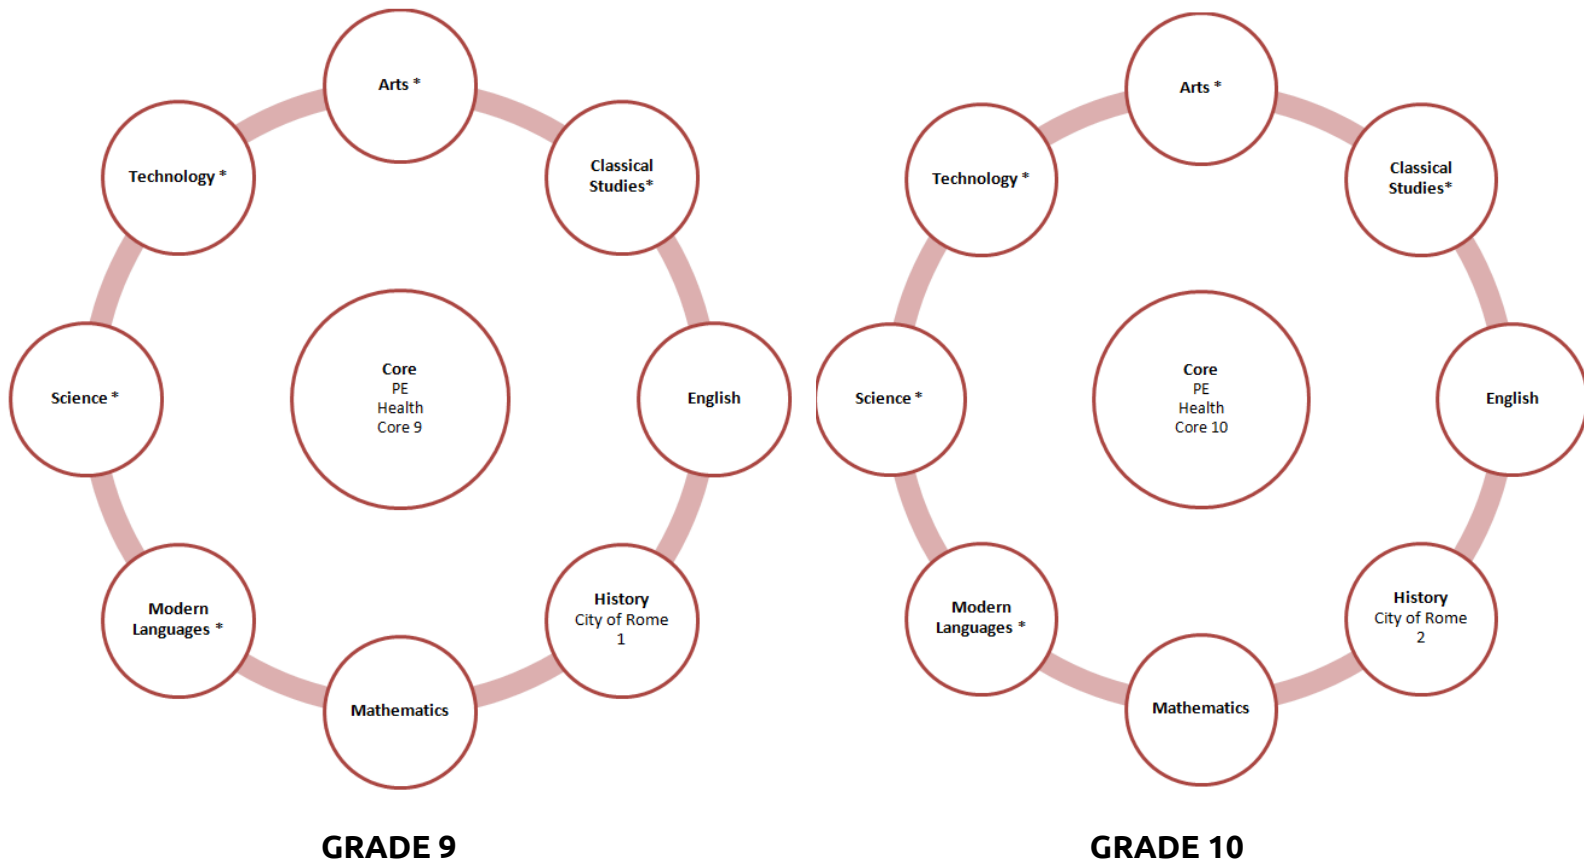 Arts *
Classical
Studies*
English
History
City of Rome
1
Mathematics
Modern
Languages *
Science *
Technology *
Core
PE
Health
Core 9
GRADE 9
Arts *
Classical
Studies*
English
History
City of Rome
2
Mathematics
Modern
Languages *
Science *
Technology *
Core
PE
Health
Core 10
GRADE 10